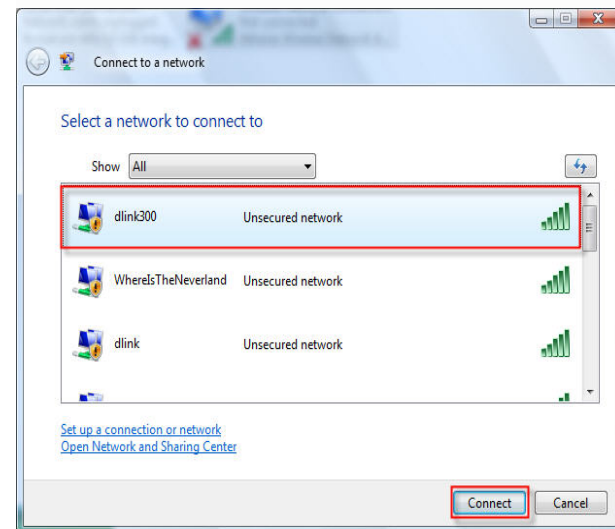 Connect to a network
Select a network to connect to
Show All
dlink300 Unsecured network
WhereIsTheNeverland Unsecured network
dlink Unsecured network
Set up a connection or network
Open Network and Sharing Center
Connect Cancel